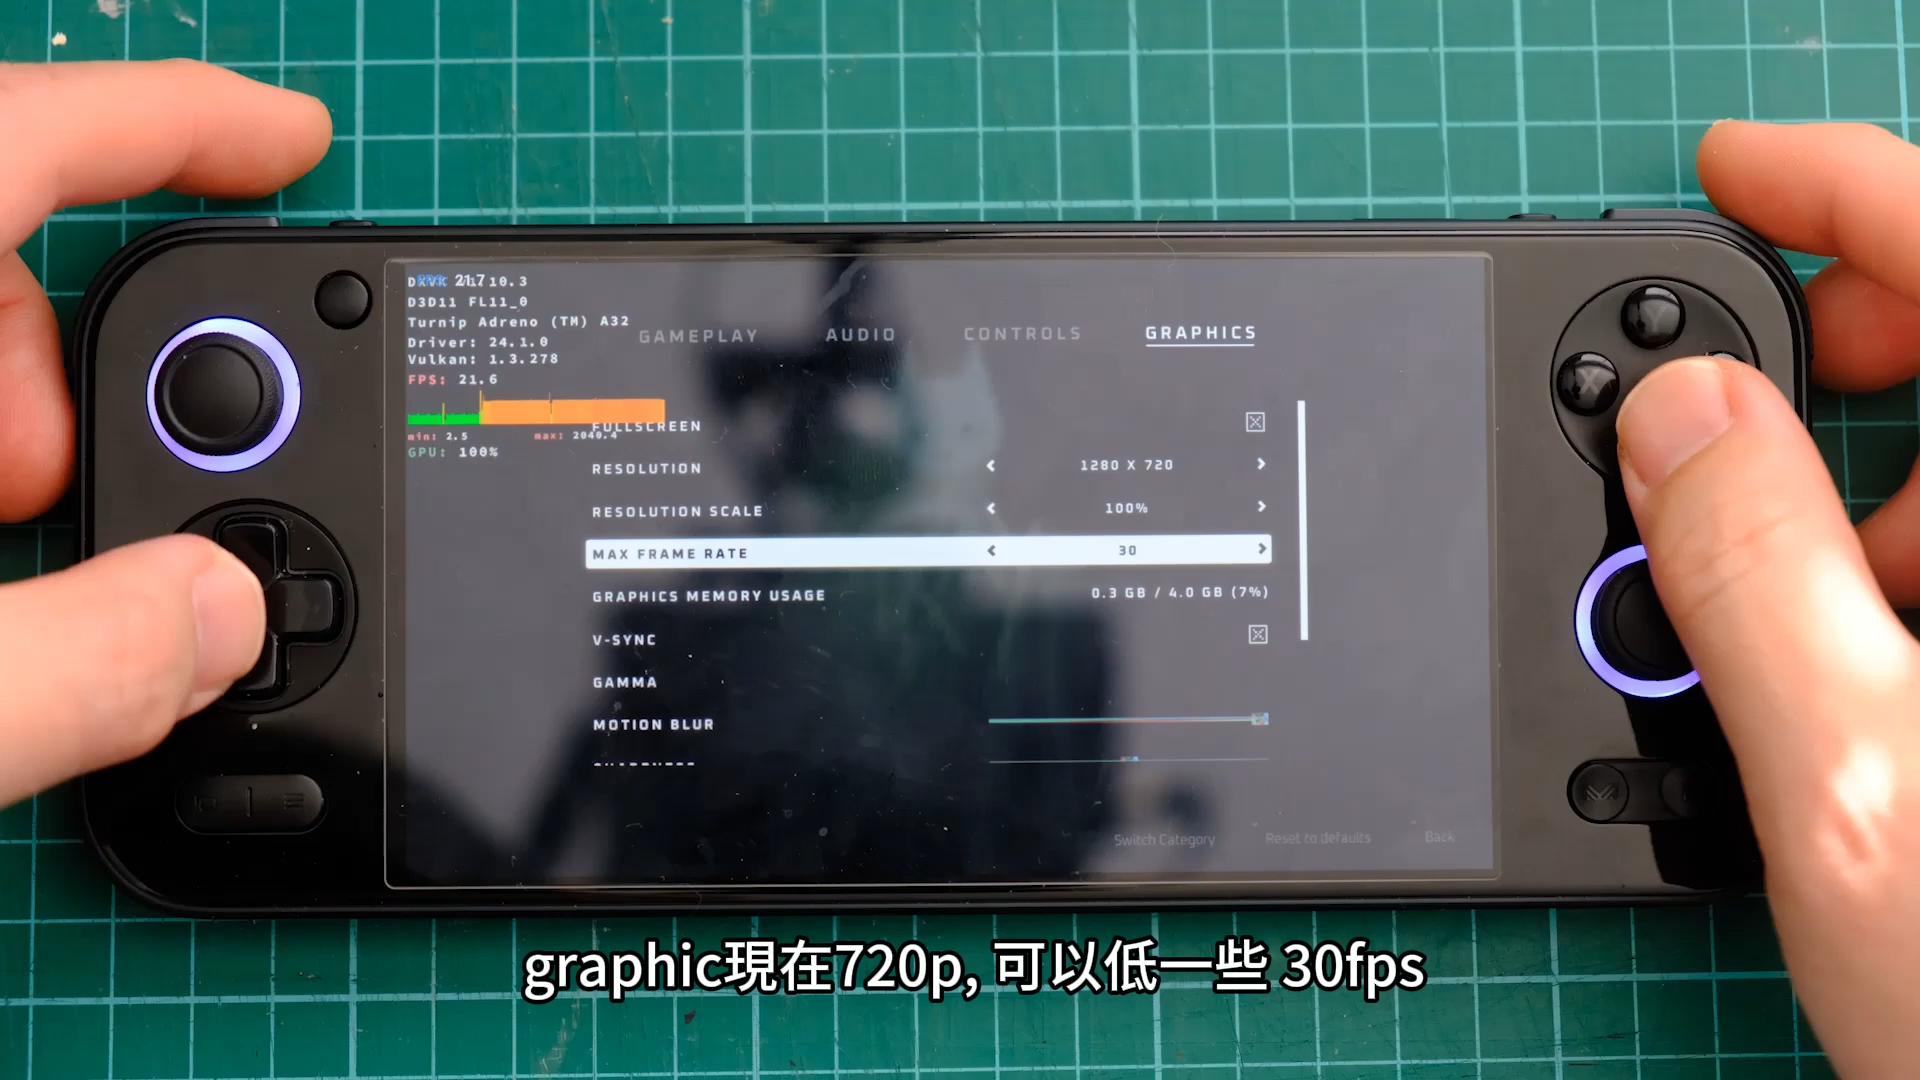 21.7
10.3
D3D11 FL11_0
Turnip Adreno (TM) A32
Driver: 24.1.0
Vulkan: 1.3.278
FPS: 21.6
min: 2.5 max: 2040.4
GPU: 100%
GAMEPLAY AUDIO CONTROLS GRAPHICS
FULLSCREEN
RESOLUTION 1280 X 720
RESOLUTION SCALE 100%
MAX FRAME RATE 30
GRAPHICS MEMORY USAGE 0.3 GB / 4.0 GB (7%)
V-SYNC
GAMMA
MOTION BLUR
Switch Category Reset to defaults Back
Y
X
graphic現在720p, 可以低一些 30fps